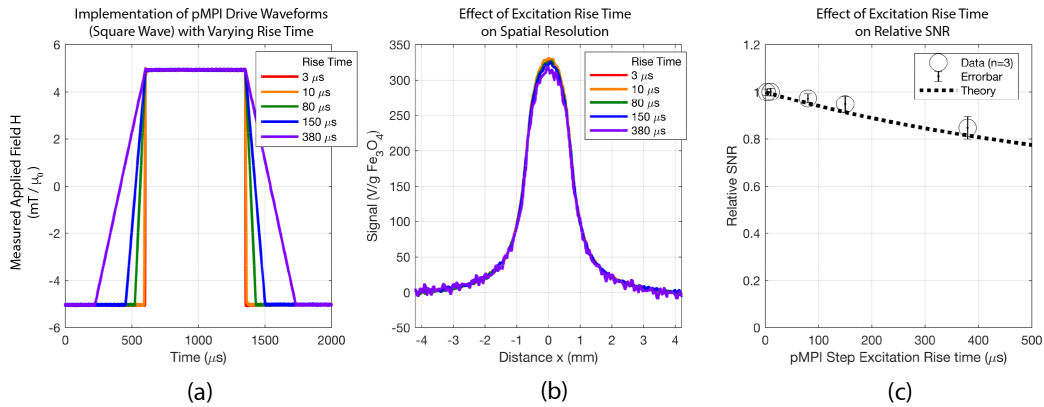 Implementation of pMPI Drive Waveforms
(Square Wave) with Varying Rise Time
Measured Applied Field H
(mT / μ₀)
6
4
2
0
-2
-4
-6
Rise Time
3 μs
10 μs
80 μs
150 μs
380 μs
0
500
1000
1500
2000
Time (μs)
(a)
Effect of Excitation Rise Time
on Spatial Resolution
Signal (V/g Fe₃O₄)
350
300
250
200
150
100
50
0
-50
Rise Time
3 μs
10 μs
80 μs
150 μs
380 μs
-4
-3
-2
-1
0
1
2
3
4
Distance x (mm)
(b)
Effect of Excitation Rise Time
on Relative SNR
Relative SNR
1.2
1
0.8
0.6
0.4
0.2
0
Data (n=3)
Errorbar
Theory
0
100
200
300
400
500
pMPI Step Excitation Rise time (μs)
(c)